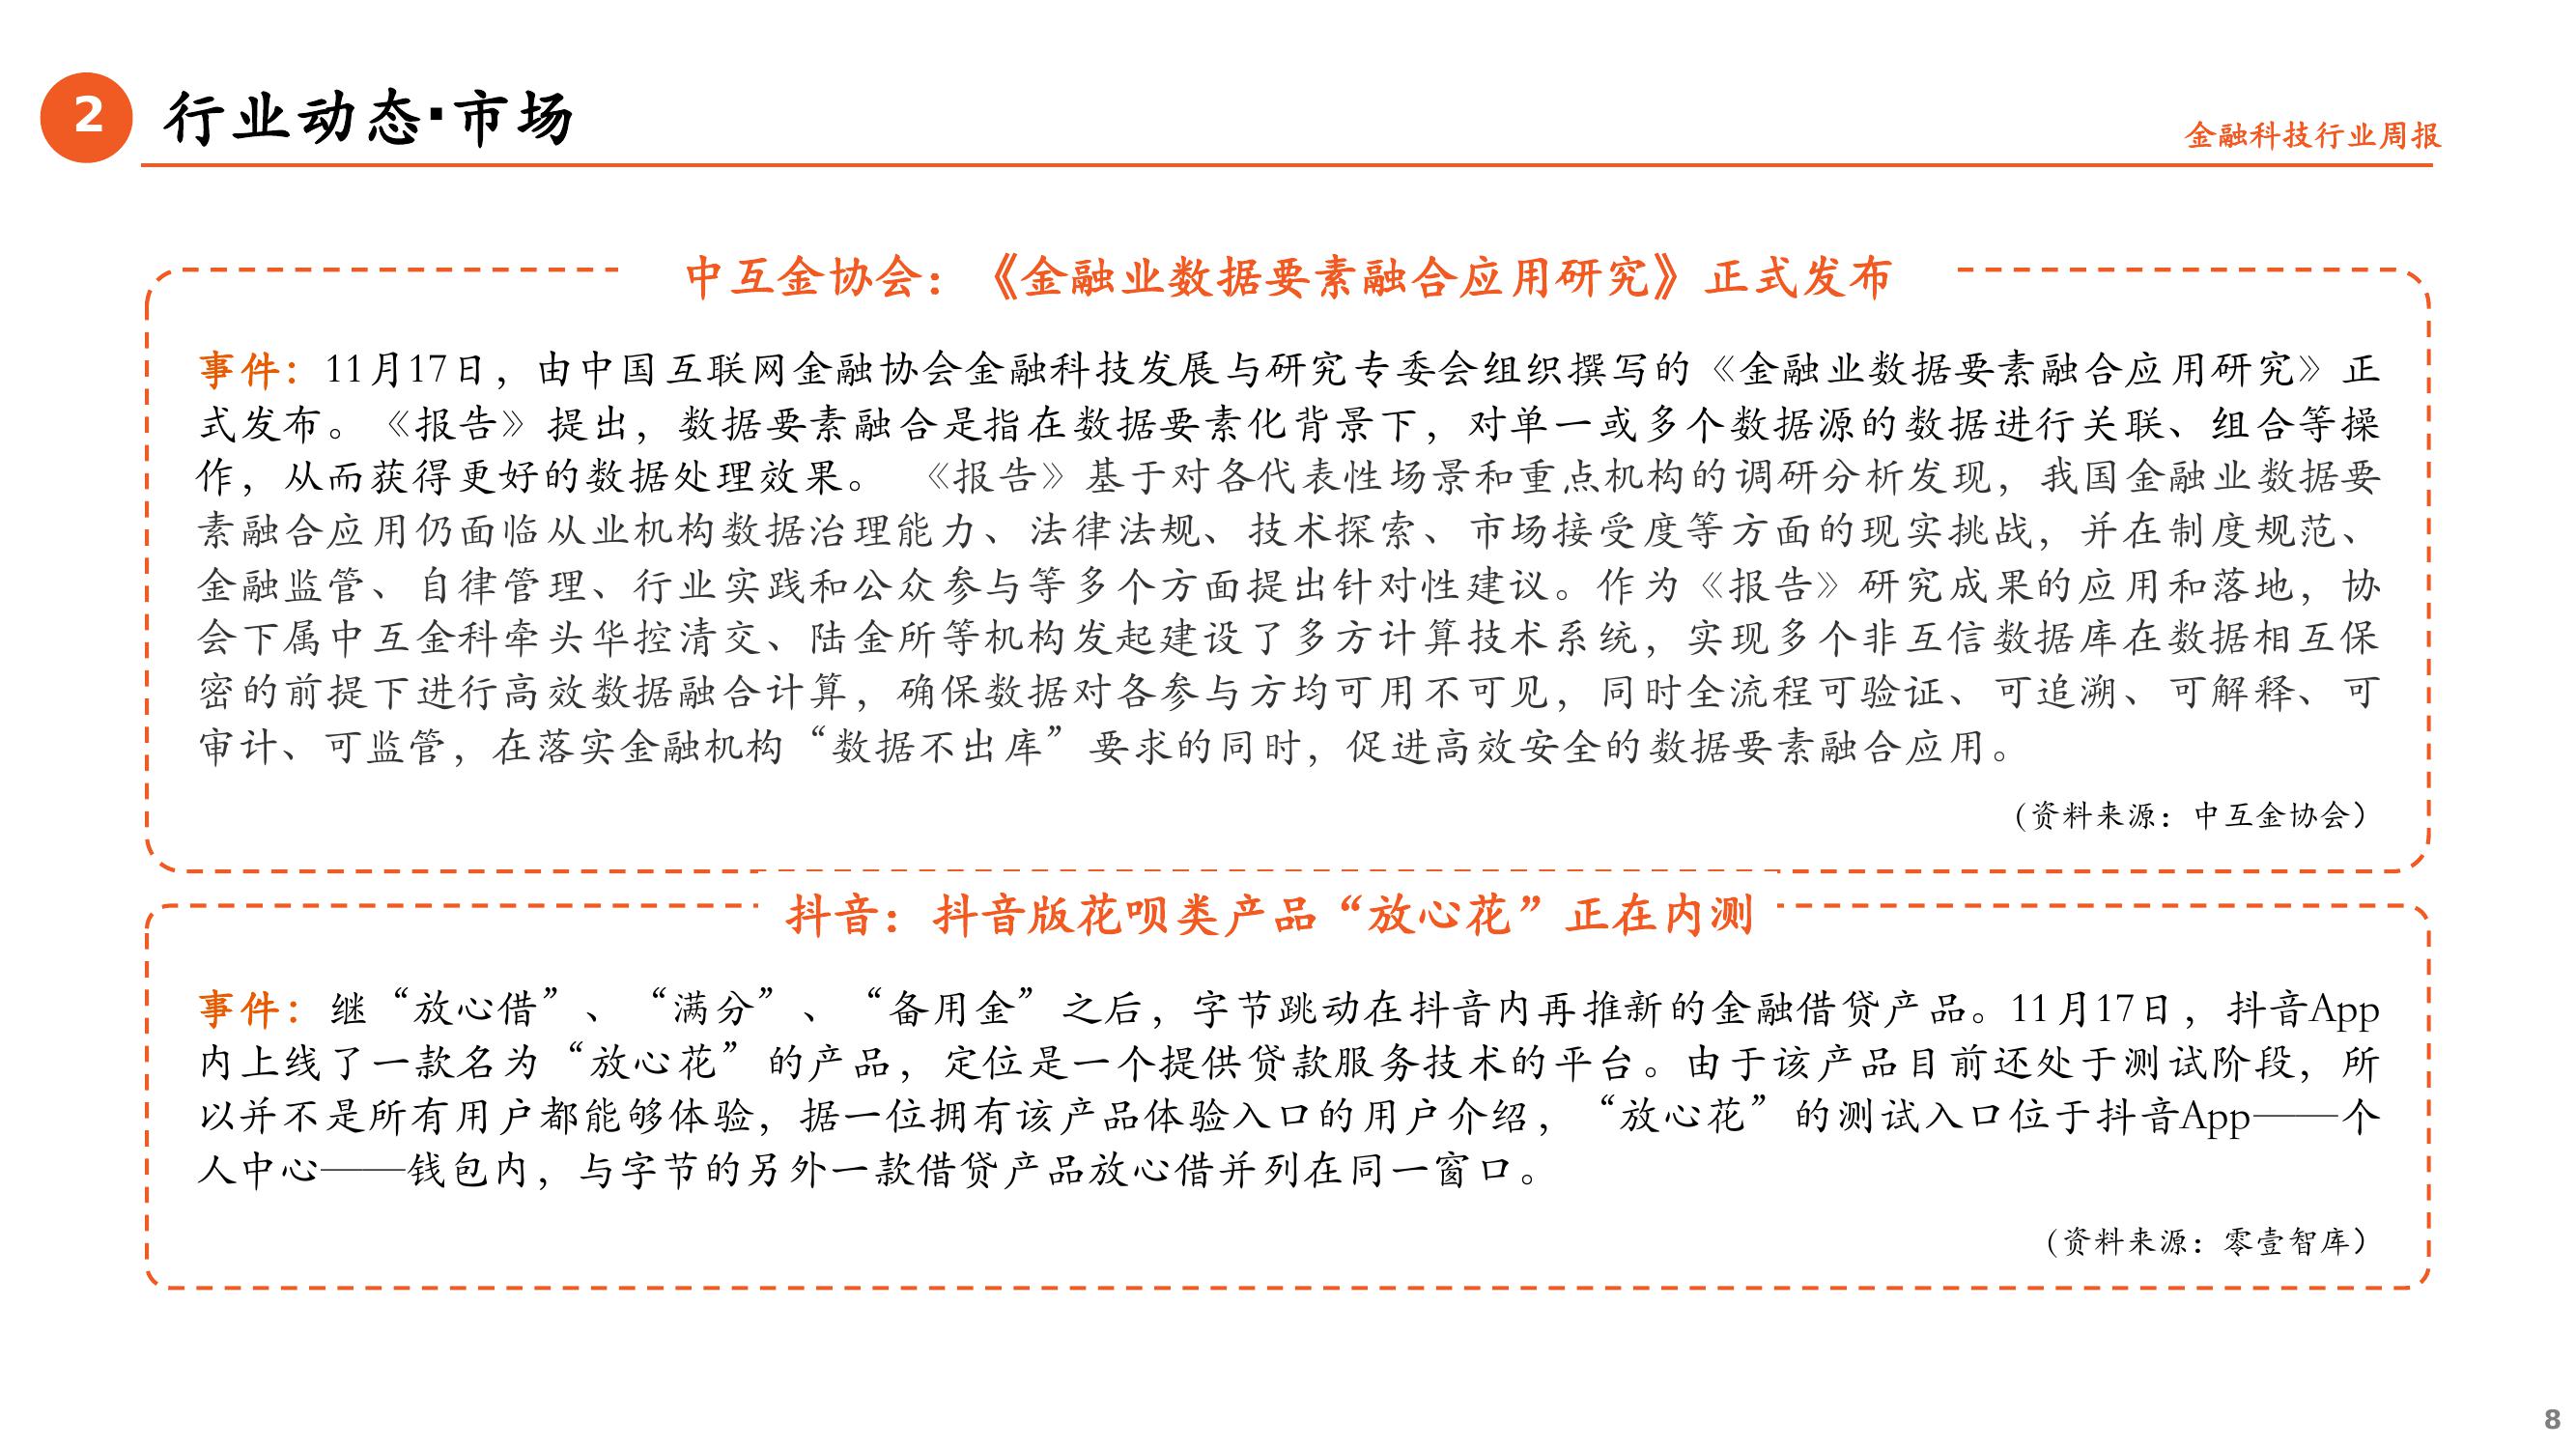 2 行业动态·市场
金融科技行业周报
中互金协会：《金融业数据要素融合应用研究》正式发布
事件：11月17日，由中国互联网金融协会金融科技发展与研究专委会组织撰写的《金融业数据要素融合应用研究》正
式发布。《报告》提出，数据要素融合是指在数据要素化背景下，对单一或多个数据源的数据进行关联、组合等操
作，从而获得更好的数据处理效果。 《报告》基于对各代表性场景和重点机构的调研分析发现，我国金融业数据要
素融合应用仍面临从业机构数据治理能力、法律法规、技术探索、市场接受度等方面的现实挑战，并在制度规范、
金融监管、自律管理、行业实践和公众参与等多个方面提出针对性建议。作为《报告》研究成果的应用和落地，协
会下属中互金科牵头华控清交、陆金所等机构发起建设了多方计算技术系统，实现多个非互信数据库在数据相互保
密的前提下进行高效数据融合计算，确保数据对各参与方均可用不可见，同时全流程可验证、可追溯、可解释、可
审计、可监管，在落实金融机构“数据不出库”要求的同时，促进高效安全的数据要素融合应用。
（资料来源：中互金协会）
抖音：抖音版花呗类产品“放心花”正在内测
事件：继“放心借”、“满分”、“备用金”之后，字节跳动在抖音内再推新的金融借贷产品。11月17日，抖音App
内上线了一款名为“放心花”的产品，定位是一个提供贷款服务技术的平台。由于该产品目前还处于测试阶段，所
以并不是所有用户都能够体验，据一位拥有该产品体验入口的用户介绍，“放心花”的测试入口位于抖音App——个
人中心——钱包内，与字节的另外一款借贷产品放心借并列在同一窗口。
（资料来源：零壹智库）
8